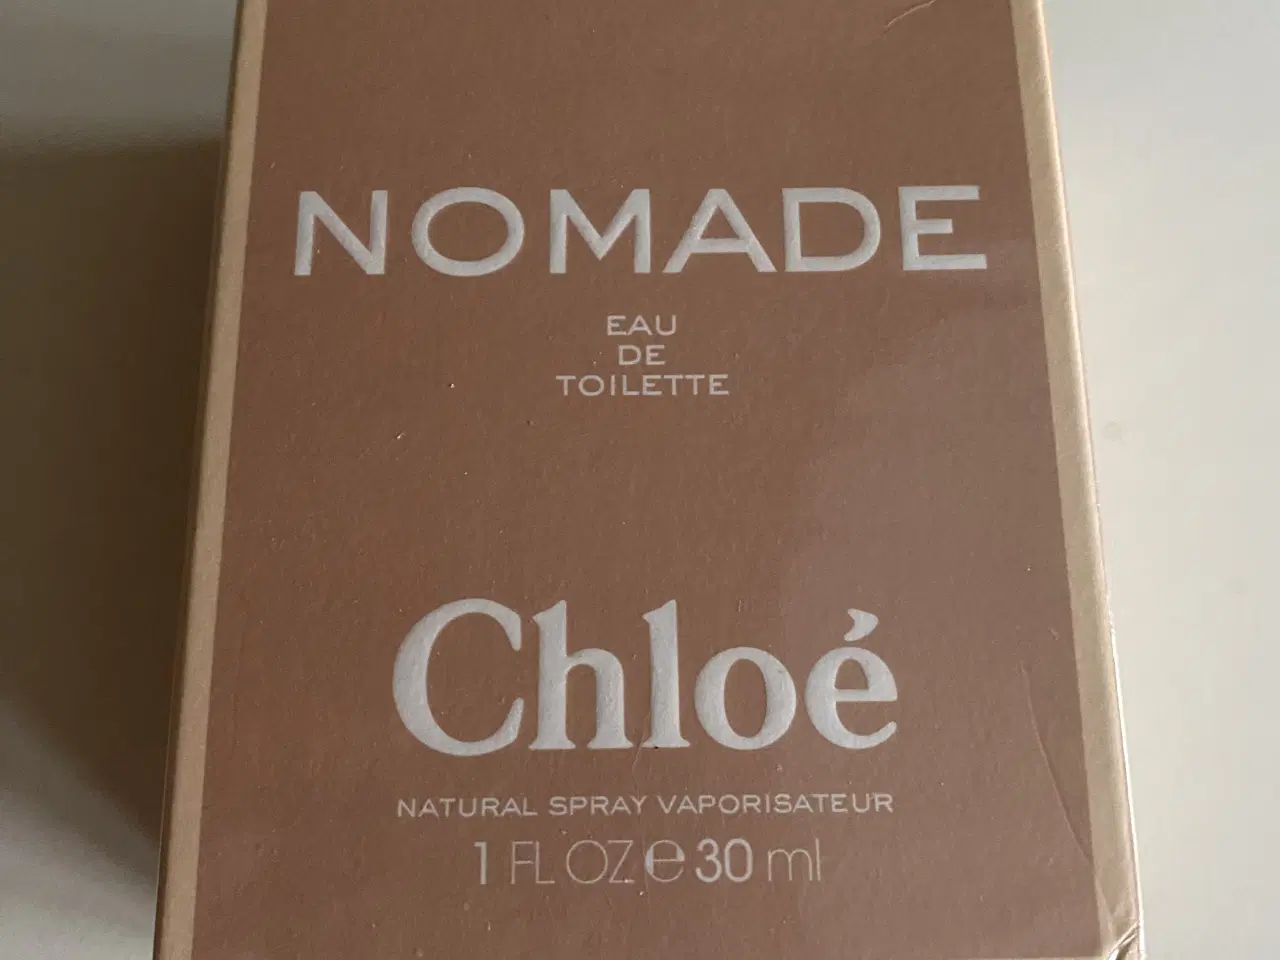 NOMADE
EAU
DE
TOILETTE
Chloé
NATURAL SPRAY VAPORISATEUR
1 FL OZ ℮ 30 ml